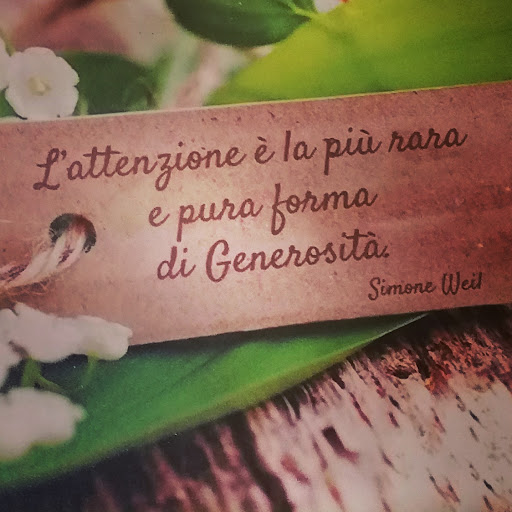 L'attenzione è la più rara
e pura forma
di Generosità.
Simone Weil